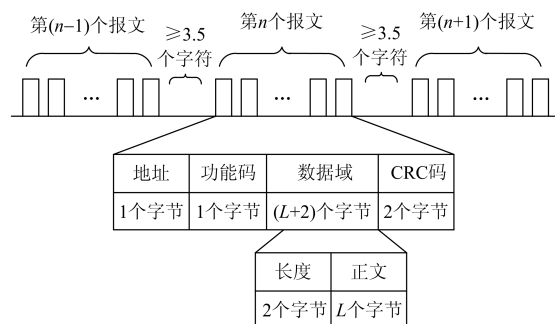 第(n−1)个报文 ≥3.5 第n个报文 ≥3.5 第(n+1)个报文
个字符 个字符
... ... ...
地址 功能码 数据域 CRC码
1个字节 1个字节 (L+2)个字节 2个字节
长度 正文
2个字节 L个字节